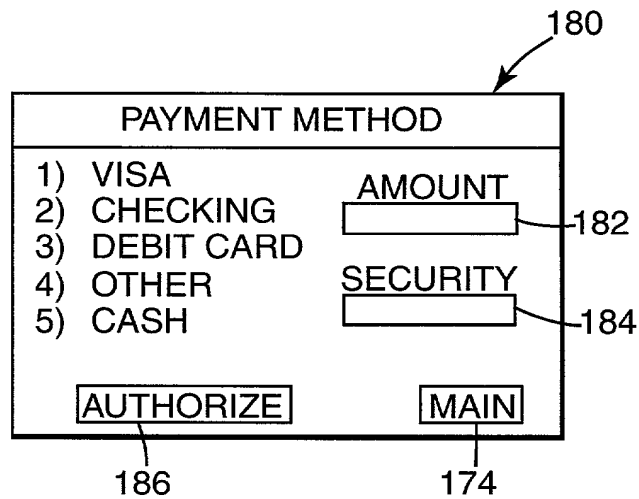 180
PAYMENT METHOD
1) VISA
2) CHECKING
3) DEBIT CARD
4) OTHER
5) CASH
AMOUNT
182
SECURITY
184
AUTHORIZE
MAIN
186
174